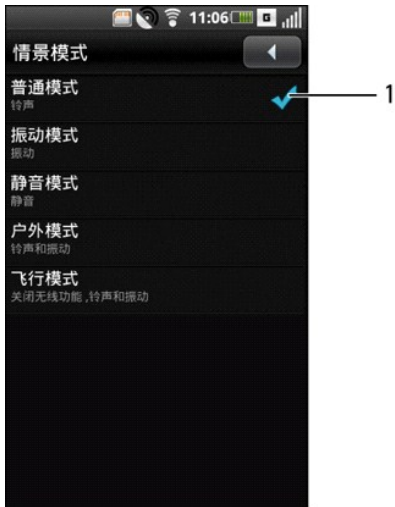 11:06
G
情景模式
普通模式
1
铃声
振动模式
振动
静音模式
静音
户外模式
铃声和振动
飞行模式
关闭无线功能,铃声和振动